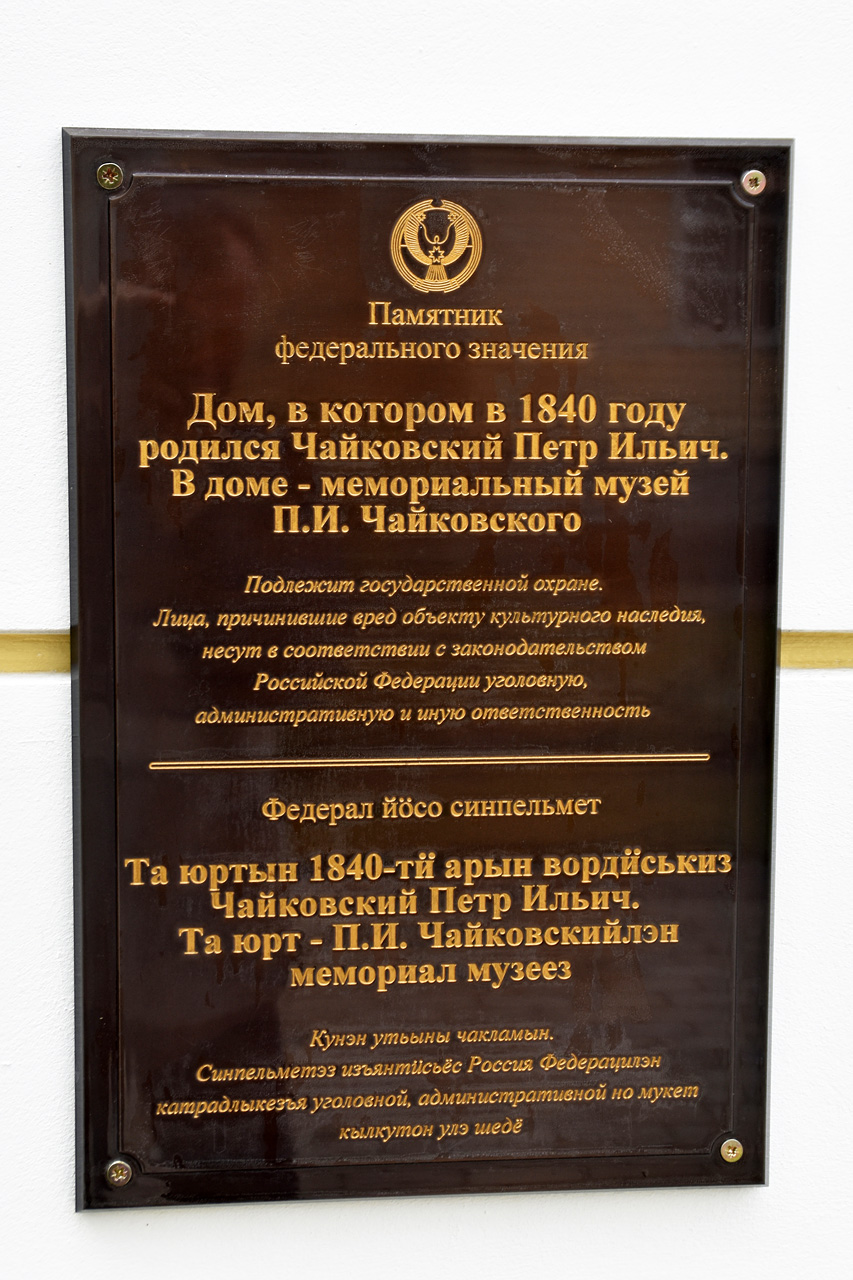 Памятник
федерального значения
Дом, в котором в 1840 году
родился Чайковский Петр Ильич.
В доме - мемориальный музей
П.И. Чайковского
Подлежит государственной охране.
Лица, причинившие вред объекту культурного наследия,
несут в соответствии с законодательством
Российской Федерации уголовную,
административную и иную ответственность
Федерал йӧсо синпельмет
Та юртын 1840-тӥ арын вордӥськиз
Чайковский Петр Ильич.
Та юрт - П.И. Чайковскийлэн
мемориал музеез
Кунэн утьыны чакламын.
Синпельметэз изъянтӥсьёс Россия Федерацилэн
катрадлыкезъя уголовной, административной но мукет
кылкутон улэ шедё